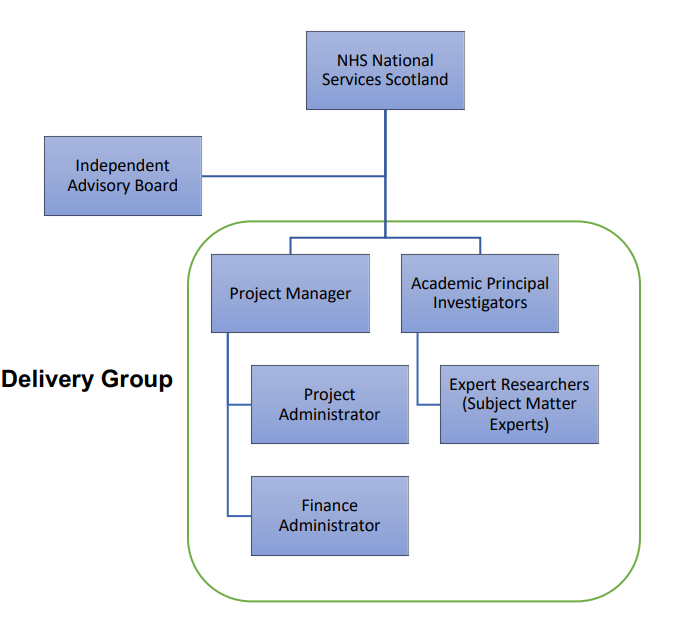 NHS National
Services Scotland
Independent
Advisory Board
Project Manager
Academic Principal
Investigators
Delivery Group
Project
Administrator
Expert Researchers
(Subject Matter
Experts)
Finance
Administrator